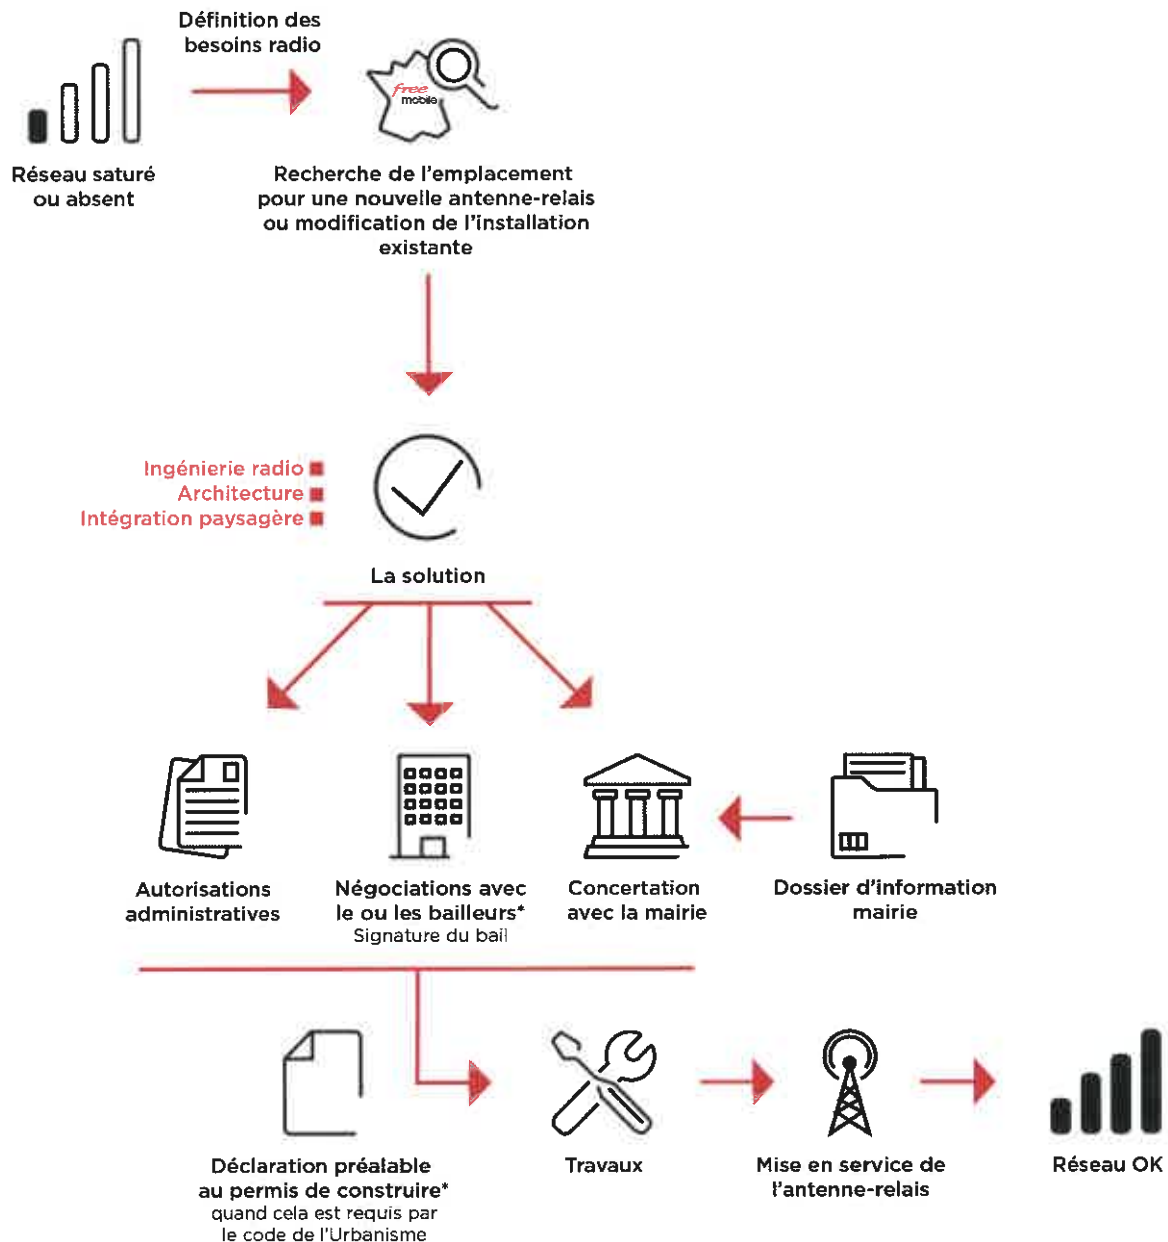 Définition des
besoins radio
free
mobile
Réseau saturé
ou absent
Recherche de l'emplacement
pour une nouvelle antenne-relais
ou modification de l'installation
existante
Ingénierie radio
Architecture
Intégration paysagère
La solution
Autorisations
administratives
Négociations avec
le ou les bailleurs*
Signature du bail
Concertation
avec la mairie
Dossier d'information
mairie
Déclaration préalable
au permis de construire*
quand cela est requis par
le code de l'Urbanisme
Travaux
Mise en service de
l'antenne-relais
Réseau OK